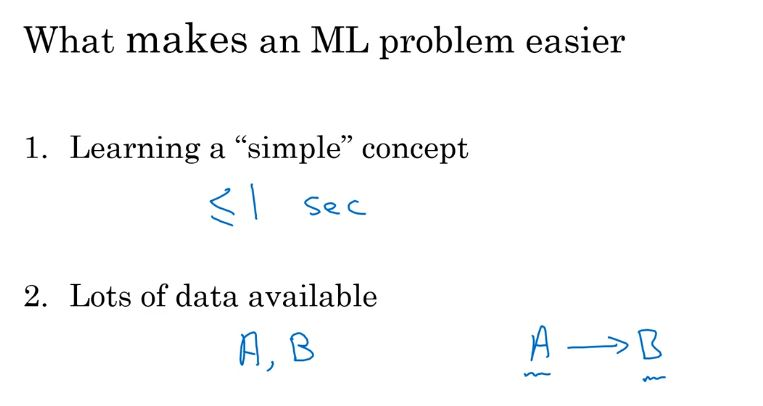 What makes an ML problem easier
1. Learning a “simple” concept
≤1 sec
2. Lots of data available
A, B A → B